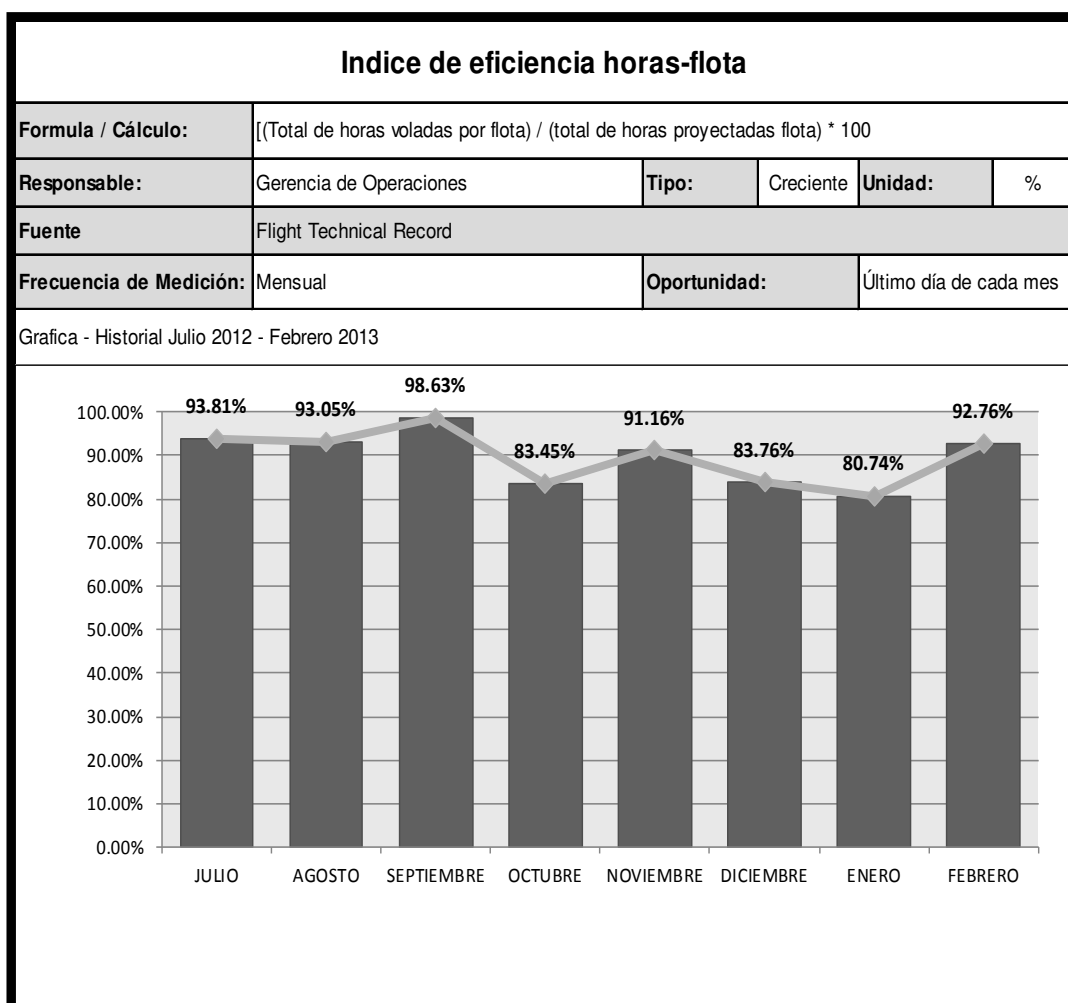 Indice de eficiencia horas-flota
Formula / Cálculo: [(Total de horas voladas por flota) / (total de horas proyectadas flota) * 100
Responsable: Gerencia de Operaciones Tipo: Creciente Unidad: %
Fuente Flight Technical Record
Frecuencia de Medición: Mensual Oportunidad: Último día de cada mes
Grafica - Historial Julio 2012 - Febrero 2013
93.81% 93.05% 98.63% 83.45% 91.16% 83.76% 80.74% 92.76%
100.00%
90.00%
80.00%
70.00%
60.00%
50.00%
40.00%
30.00%
20.00%
10.00%
0.00%
JULIO AGOSTO SEPTIEMBRE OCTUBRE NOVIEMBRE DICIEMBRE ENERO FEBRERO